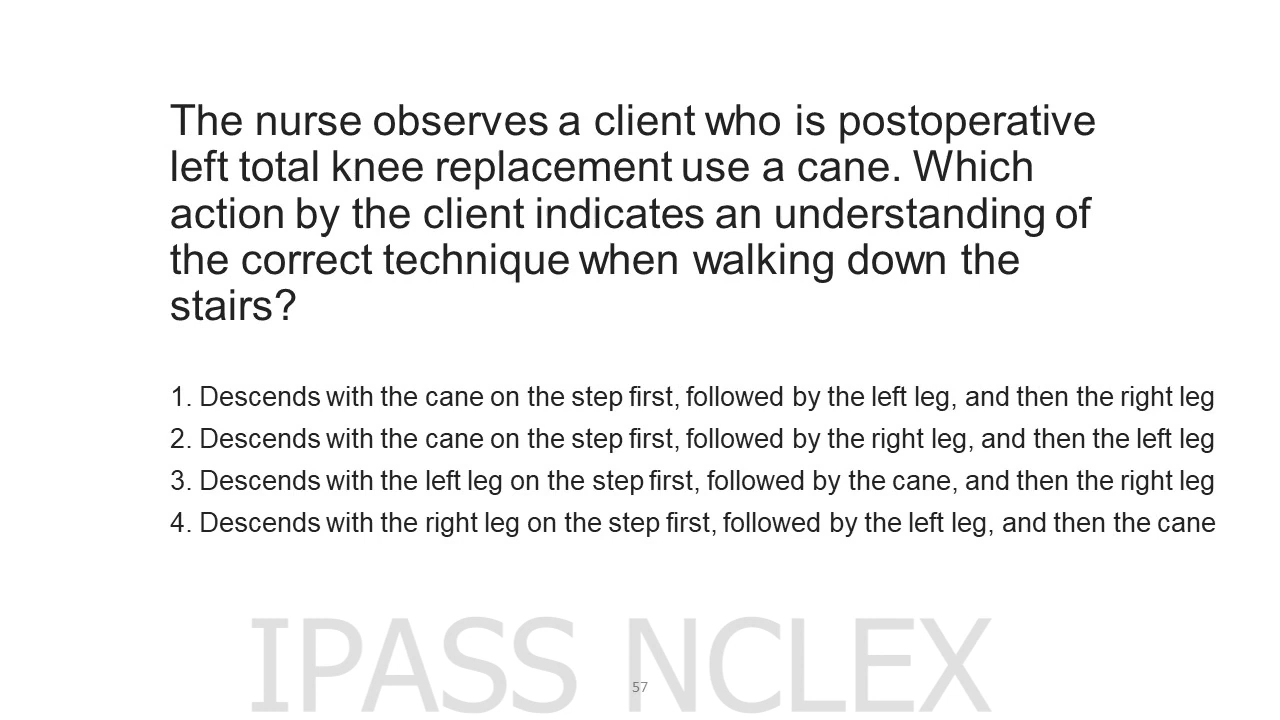 The nurse observes a client who is postoperative
left total knee replacement use a cane. Which
action by the client indicates an understanding of
the correct technique when walking down the
stairs?
1. Descends with the cane on the step first, followed by the left leg, and then the right leg
2. Descends with the cane on the step first, followed by the right leg, and then the left leg
3. Descends with the left leg on the step first, followed by the cane, and then the right leg
4. Descends with the right leg on the step first, followed by the left leg, and then the cane
IPASS NCLEX
57